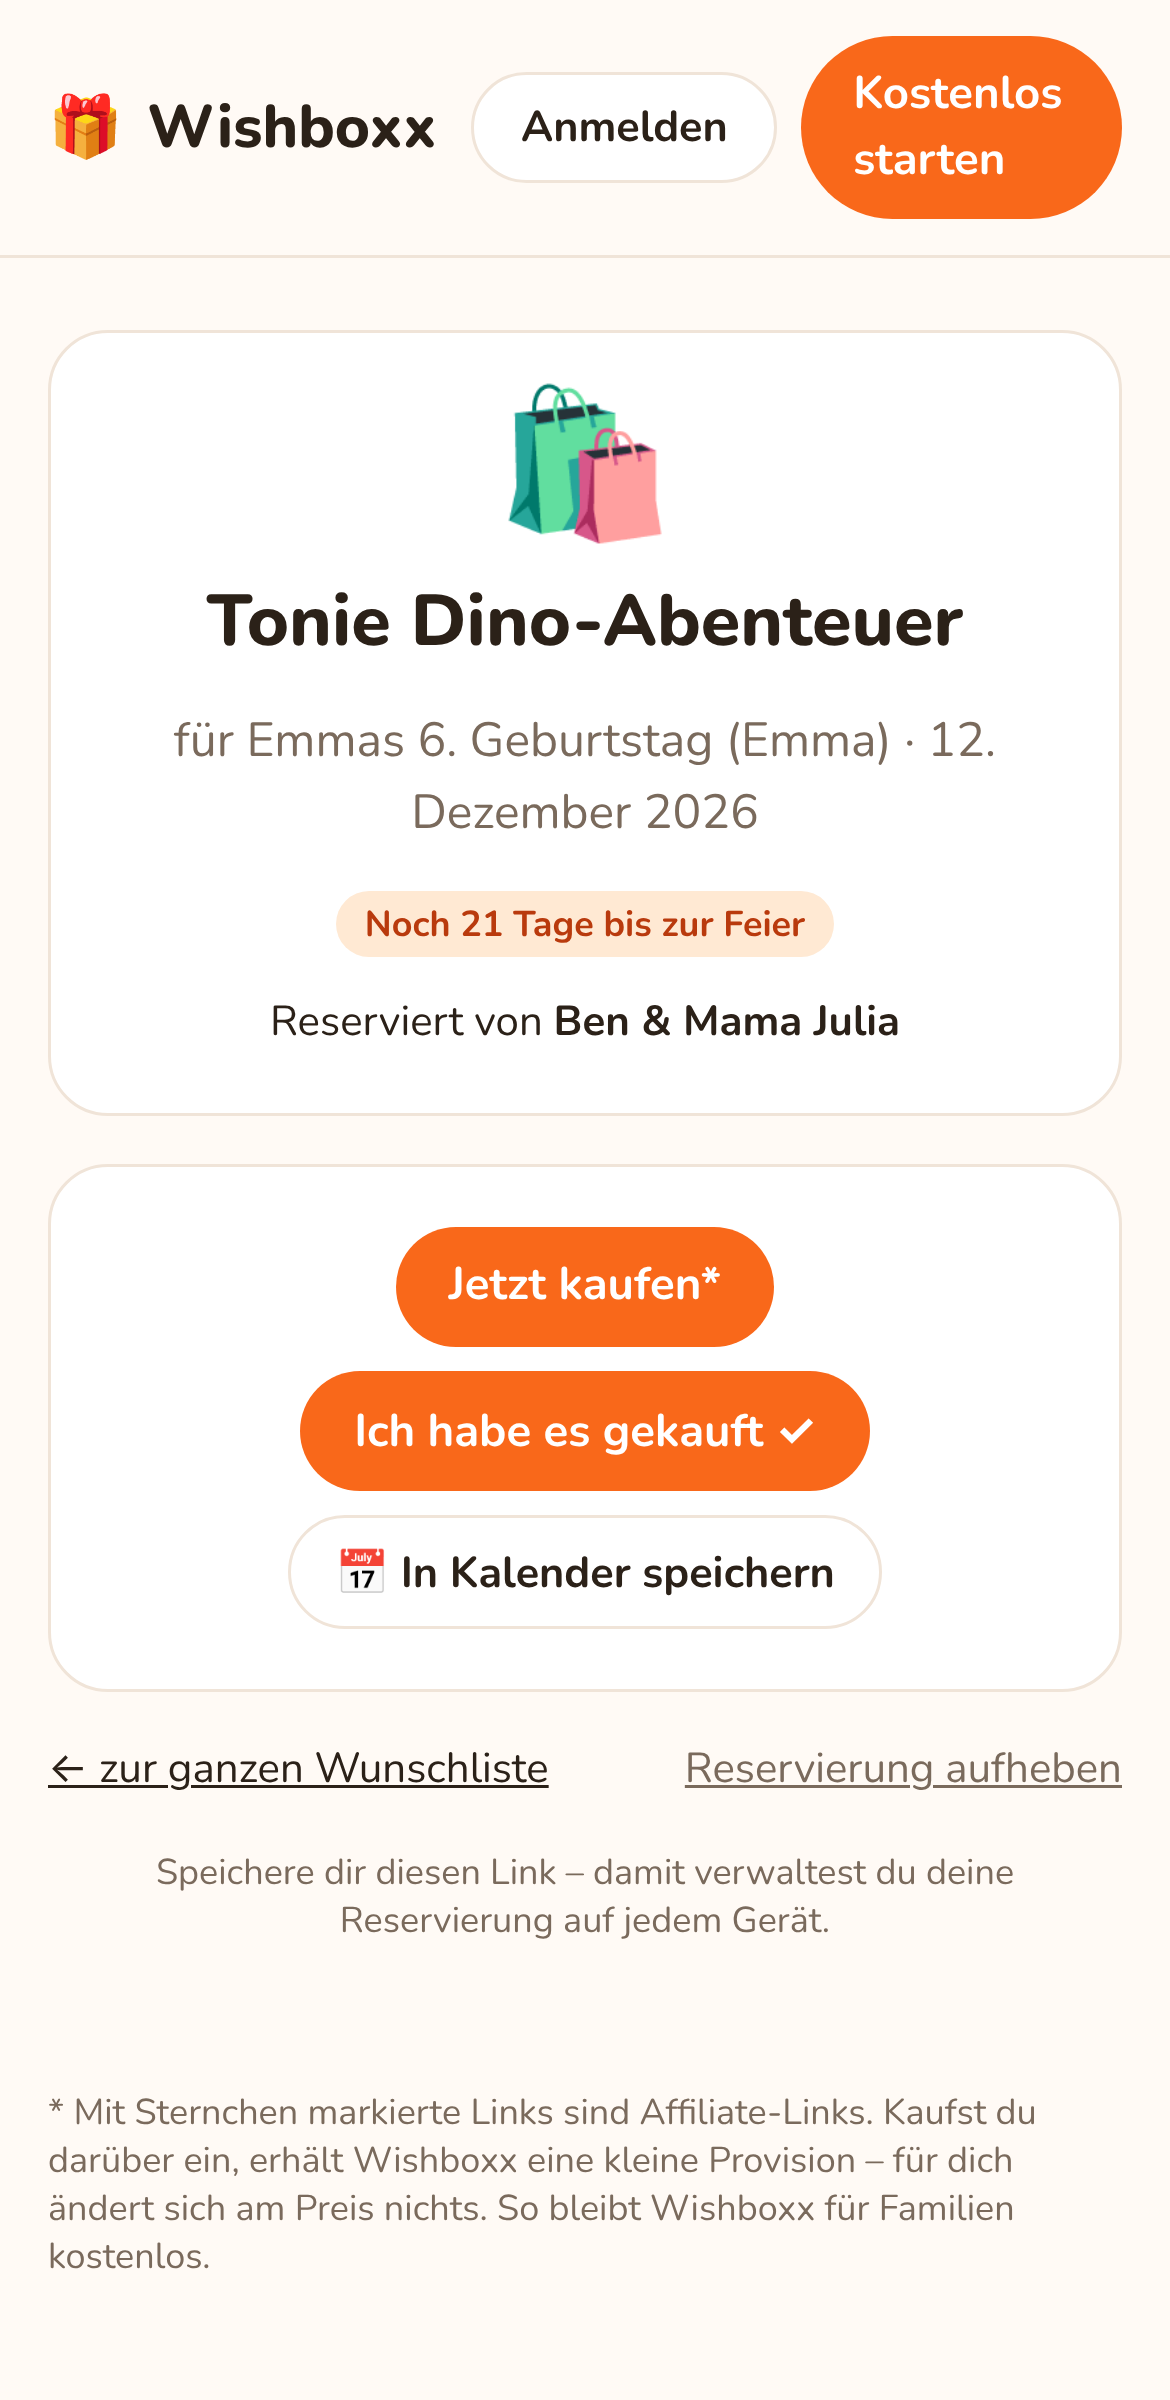 Wishboxx
Anmelden
Kostenlos
starten
Tonie Dino-Abenteuer
für Emmas 6. Geburtstag (Emma) · 12.
Dezember 2026
Noch 21 Tage bis zur Feier
Reserviert von Ben & Mama Julia
Jetzt kaufen*
Ich habe es gekauft ✓
July
17
In Kalender speichern
← zur ganzen Wunschliste
Reservierung aufheben
Speichere dir diesen Link – damit verwaltest du deine
Reservierung auf jedem Gerät.
* Mit Sternchen markierte Links sind Affiliate-Links. Kaufst du
darüber ein, erhält Wishboxx eine kleine Provision – für dich
ändert sich am Preis nichts. So bleibt Wishboxx für Familien
kostenlos.